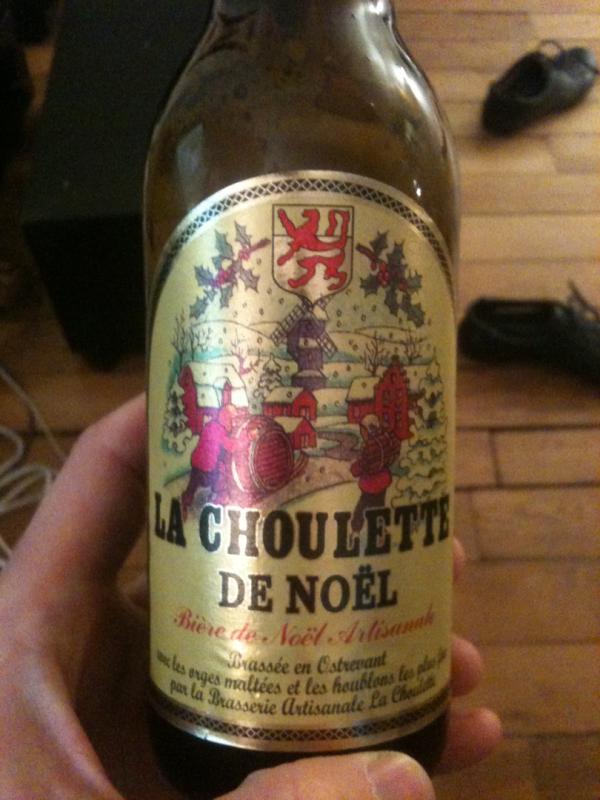 LA CHOULETTE
DE NOËL
Bière de Noël Artisanale
Brassée en Ostrevant
avec les orges maltées et les houblons les plus fins
par la Brasserie Artisanale La Choulette